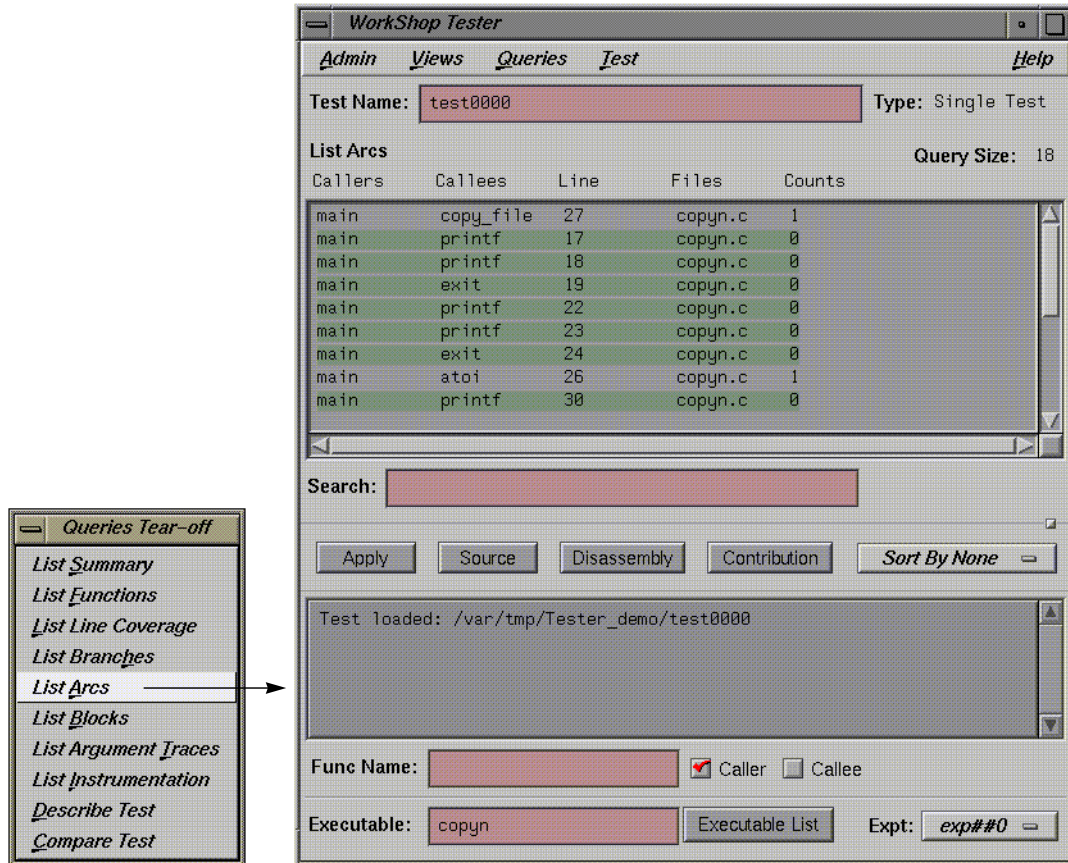 WorkShop Tester
Admin Views Queries Test Help
Test Name: test0000 Type: Single Test
List Arcs Query Size: 18
Callers Callees Line Files Counts
main copy_file 27 copyn.c 1
main printf 17 copyn.c 0
main printf 18 copyn.c 0
main exit 19 copyn.c 0
main printf 22 copyn.c 0
main printf 23 copyn.c 0
main exit 24 copyn.c 0
main atoi 26 copyn.c 1
main printf 30 copyn.c 0
Search:
Apply Source Disassembly Contribution Sort By None
Test loaded: /var/tmp/Tester_demo/test0000
Func Name: Caller Callee
Executable: copyn Executable List Expt: exp##0
Queries Tear-off
List Summary
List Functions
List Line Coverage
List Branches
List Arcs
List Blocks
List Argument Traces
List Instrumentation
Describe Test
Compare Test